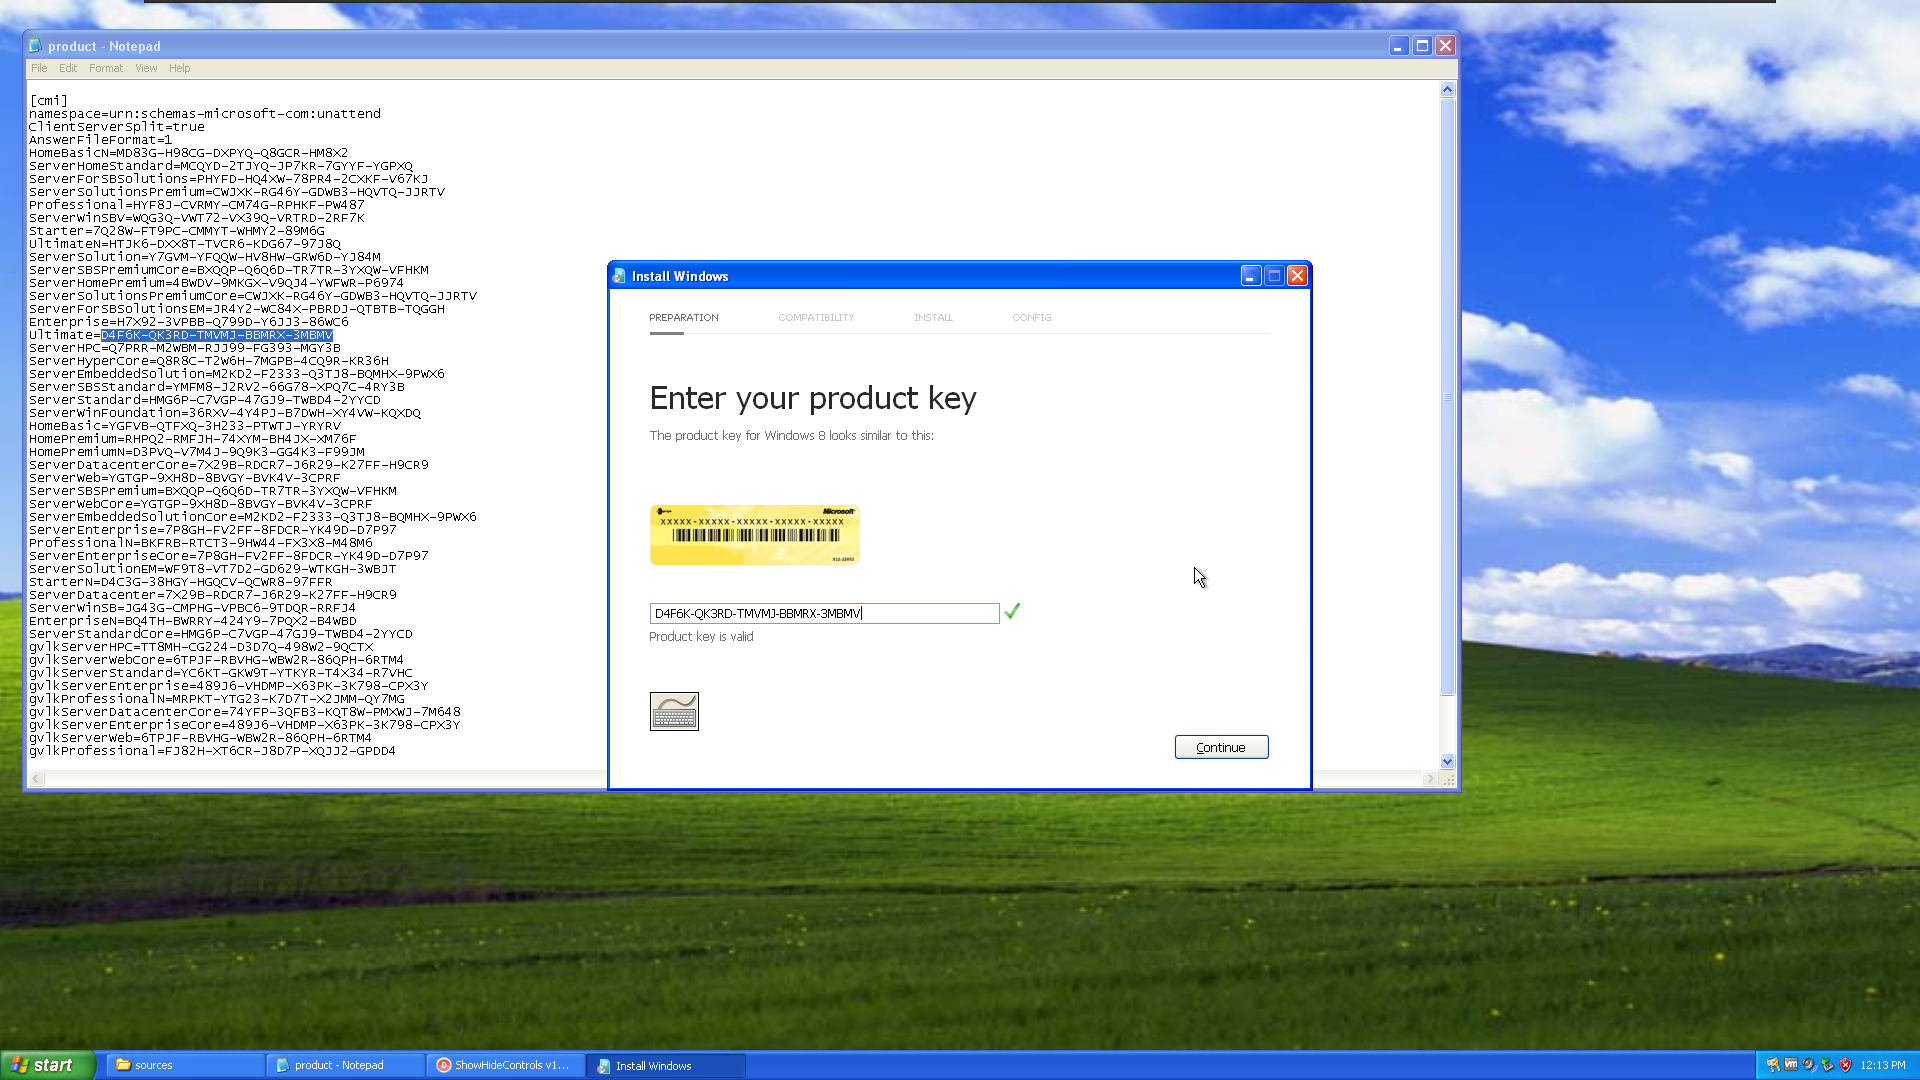 product - Notepad
File Edit Format View Help
[cmi]
namespace=urn:schemas-microsoft-com:unattend
ClientServerSplit=true
AnswerFileFormat=1
HomeBasicN=MD83G-H98CG-DXPYQ-Q8GCR-HM8X2
ServerHomeStandard=MCQYD-2TJYQ-JP7KR-7GYYF-YGPXQ
ServerForSBSolutions=PHYFD-HQ4XW-78PR4-2CXKF-V67KJ
ServerSolutionsPremium=CWJXK-RG46Y-GDWB3-HQVTQ-JJRTV
Professional=HYF8J-CVRMY-CM74G-RPHKF-PW487
ServerWinSBV=WQG3Q-VWT72-VX39Q-VRTRD-2RF7K
Starter=7Q28W-FT9PC-CMMYT-WHMY2-89M6G
UltimateN=HTJK6-DXX8T-TVCR6-KDG67-97J8Q
ServerSolution=Y7GVM-YFQQW-HV8HW-GRW6D-YJ84M
ServerSBSPremiumCore=BXQQP-Q6Q6D-TR7TR-3YXQW-VFHKM
ServerHomePremium=4BWDV-9MKGX-V9QJ4-YWFWR-P6974
ServerSolutionsPremiumCore=CWJXK-RG46Y-GDWB3-HQVTQ-JJRTV
ServerForSBSolutionsEM=JR4Y2-WC84X-PBRDJ-QTBTB-TQGGH
Enterprise=H7X92-3VPBB-Q799D-Y6JJ3-86WC6
Ultimate=D4F6K-QK3RD-TMVMJ-BBMRX-3MBMV
ServerHPC=Q7PRR-M2WBM-RJJ99-FG393-MGY3B
ServerHyperCore=Q8R8C-T2W6H-7MGPB-4CQ9R-KR36H
ServerEmbeddedSolution=M2KD2-F2333-Q3TJ8-BQMHX-9PWX6
ServerSBSStandard=YMFM8-J2RV2-66G78-XPQ7C-4RY3B
ServerStandard=HMG6P-C7VGP-47GJ9-TWBD4-2YYCD
ServerWinFoundation=36RXV-4Y4PJ-B7DWH-XY4VW-KQXDQ
HomeBasic=YGFVB-QTFXQ-3H233-PTWTJ-YRYRV
HomePremium=RHPQ2-RMFJH-74XYM-BH4JX-XM76F
HomePremiumN=D3PVQ-V7M4J-9Q9K3-GG4K3-F99JM
ServerDatacenterCore=7X29B-RDCR7-J6R29-K27FF-H9CR9
ServerWeb=YGTGP-9XH8D-8BVGY-BVK4V-3CPRF
ServerSBSPremium=BXQQP-Q6Q6D-TR7TR-3YXQW-VFHKM
ServerWebCore=YGTGP-9XH8D-8BVGY-BVK4V-3CPRF
ServerEmbeddedSolutionCore=M2KD2-F2333-Q3TJ8-BQMHX-9PWX6
ServerEnterprise=7P8GH-FV2FF-8FDCR-YK49D-D7P97
ProfessionalN=BKFRB-RTCT3-9HW44-FX3X8-M48M6
ServerEnterpriseCore=7P8GH-FV2FF-8FDCR-YK49D-D7P97
ServerSolutionEM=WF9T8-VT7D2-GD629-WTKGH-3WBJT
StarterN=D4C3G-38HGY-HGQCV-QCWR8-97FFR
ServerDatacenter=7X29B-RDCR7-J6R29-K27FF-H9CR9
ServerWinSB=JG43G-CMPHG-VPBC6-9TDQR-RRFJ4
EnterpriseN=BQ4TH-BWRRY-424Y9-7PQX2-B4WBD
ServerStandardCore=HMG6P-C7VGP-47GJ9-TWBD4-2YYCD
gvlkServerHPC=TT8MH-CG224-D3D7Q-498W2-9QCTX
gvlkServerWebCore=6TPJF-RBVHG-WBW2R-86QPH-6RTM4
gvlkServerStandard=YC6KT-GKW9T-YTKYR-T4X34-R7VHC
gvlkServerEnterprise=489J6-VHDMP-X63PK-3K798-CPX3Y
gvlkProfessionalN=MRPKT-YTG23-K7D7T-X2JMM-QY7MG
gvlkServerDatacenterCore=74YFP-3QFB3-KQT8W-PMXWJ-7M648
gvlkServerEnterpriseCore=489J6-VHDMP-X63PK-3K798-CPX3Y
gvlkServerWeb=6TPJF-RBVHG-WBW2R-86QPH-6RTM4
gvlkProfessional=FJ82H-XT6CR-J8D7P-XQJJ2-GPDD4
Install Windows
PREPARATION COMPATIBILITY INSTALL CONFIG
Enter your product key
The product key for Windows 8 looks similar to this:
Microsoft
XXXXX-XXXXX-XXXXX-XXXXX-XXXXX
D4F6K-QK3RD-TMVMJ-BBMRX-3MBMV
Product key is valid
Continue
start sources product - Notepad ShowHideControls v1... Install Windows 12:13 PM